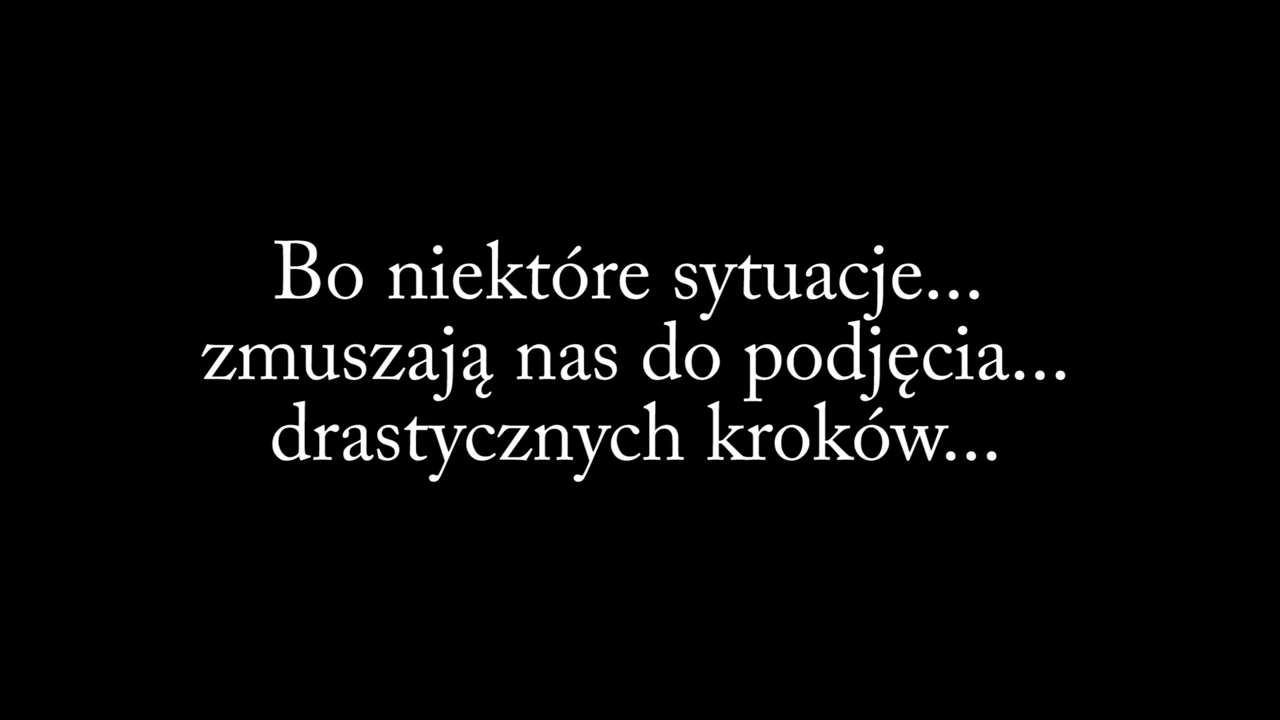 Bo niektóre sytuacje...
zmuszają nas do podjęcia...
drastycznych kroków...